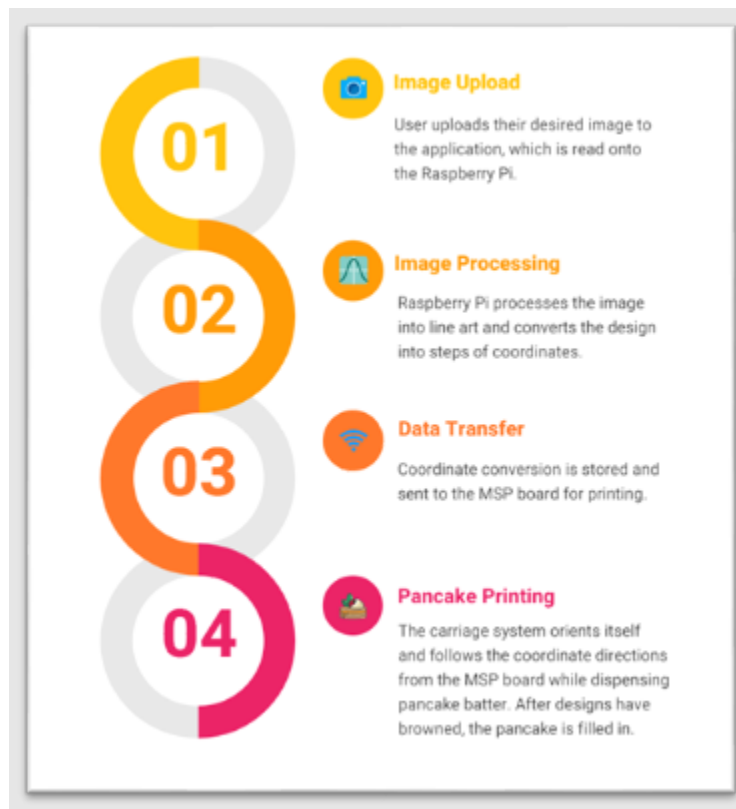 01
Image Upload
User uploads their desired image to
the application, which is read onto
the Raspberry Pi.
02
Image Processing
Raspberry Pi processes the image
into line art and converts the design
into steps of coordinates.
03
Data Transfer
Coordinate conversion is stored and
sent to the MSP board for printing.
04
Pancake Printing
The carriage system orients itself
and follows the coordinate directions
from the MSP board while dispensing
pancake batter. After designs have
browned, the pancake is filled in.